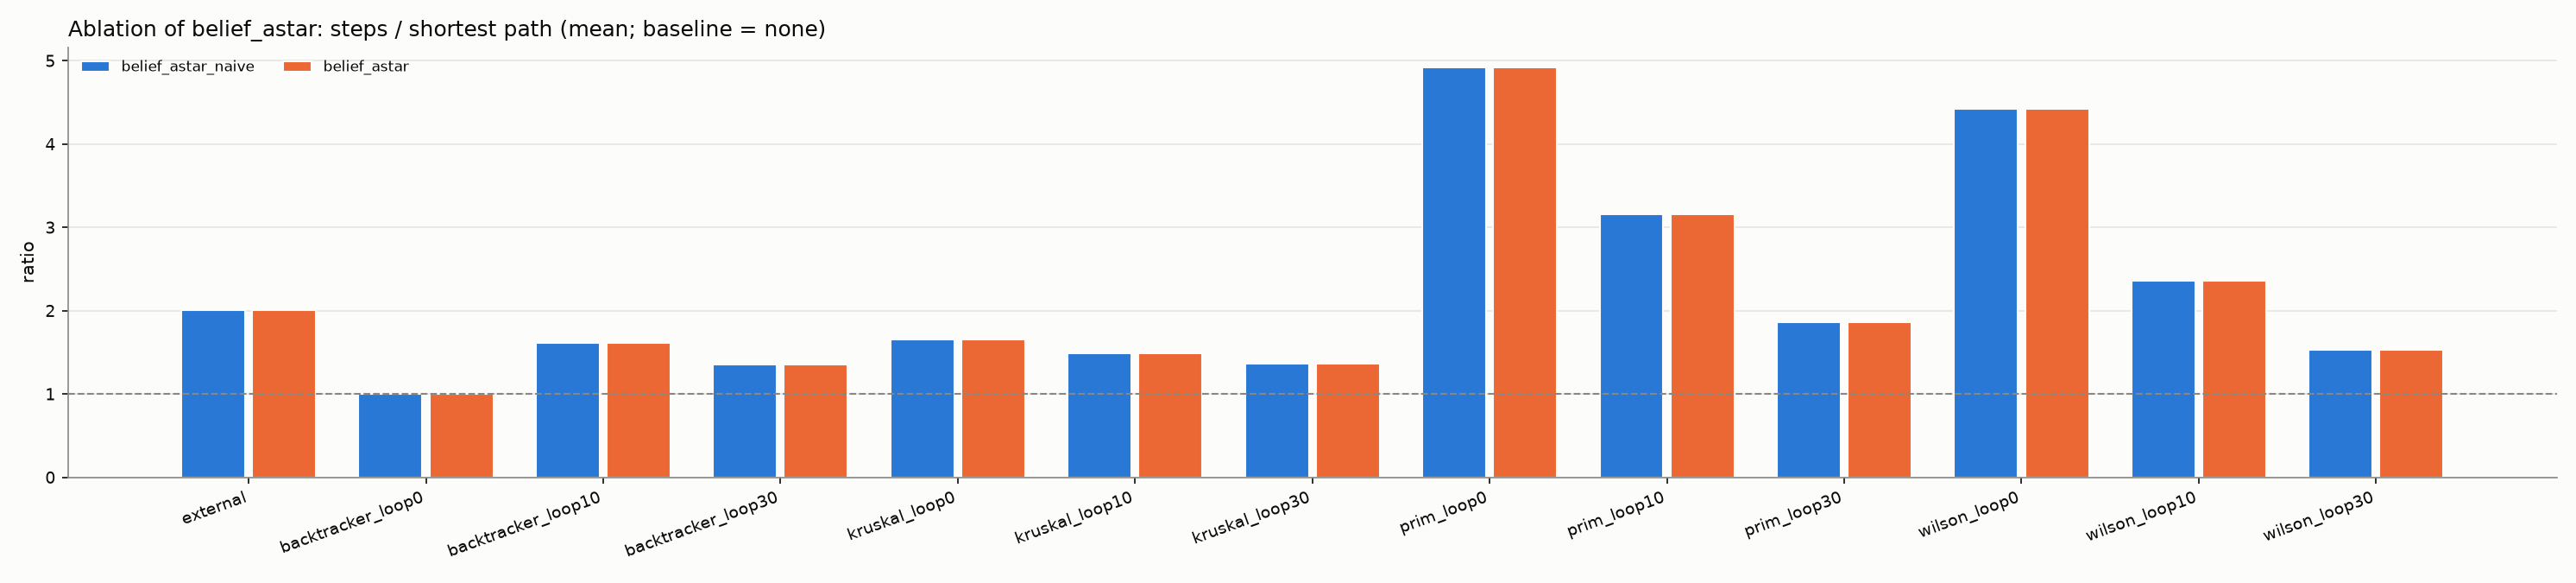 Ablation of belief_astar: steps / shortest path (mean; baseline = none)
belief_astar_naive belief_astar
5
4
3
2
1
0
ratio
external backtracker_loop0 backtracker_loop10 backtracker_loop30 kruskal_loop0 kruskal_loop10 kruskal_loop30 prim_loop0 prim_loop10 prim_loop30 wilson_loop0 wilson_loop10 wilson_loop30